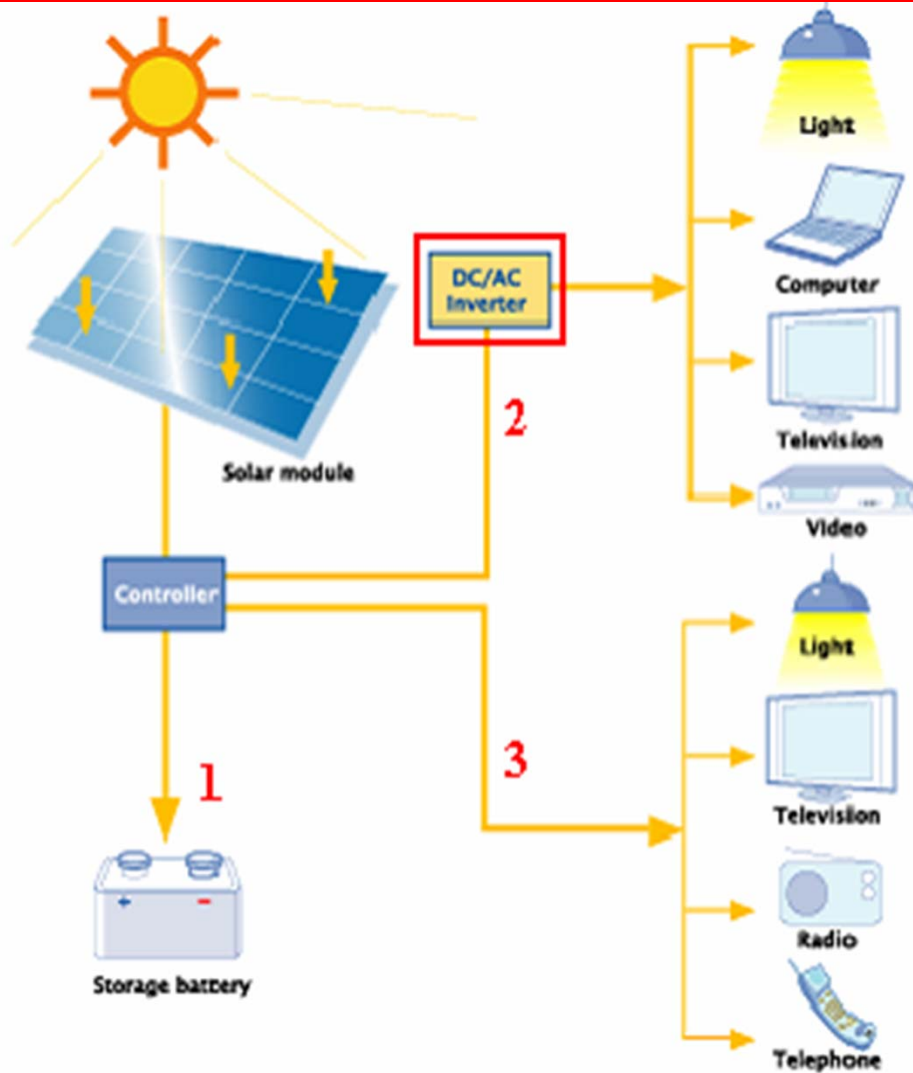 Light
DC/AC
Inverter
Computer
2
Television
Solar module
Video
Controller
Light
3
1
Television
Radio
Storage battery
Telephone